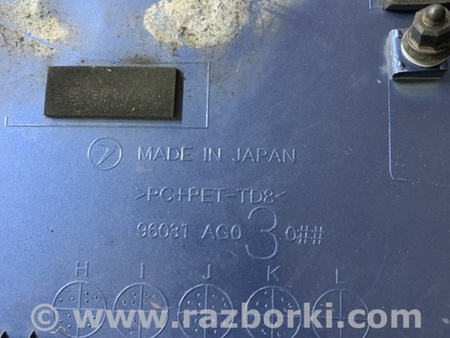 MADE IN JAPAN
>PC+PET-TD8<
96031 AG0 3 0##
H I J K L
© www.razborki.com